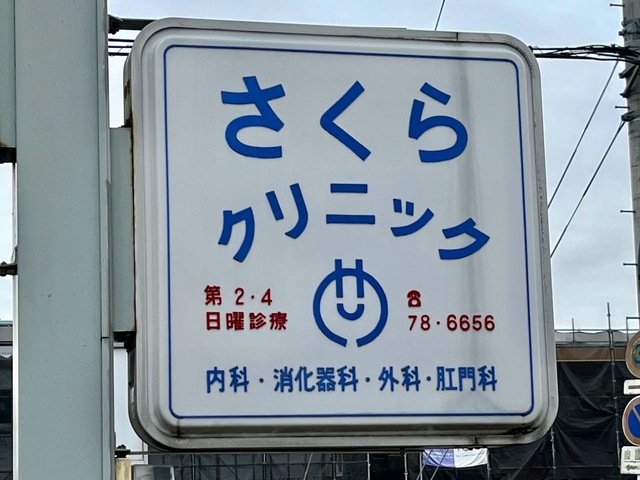 さくら
クリニック
第2・4
日曜診療
☎
78・6656
内科・消化器科・外科・肛門科